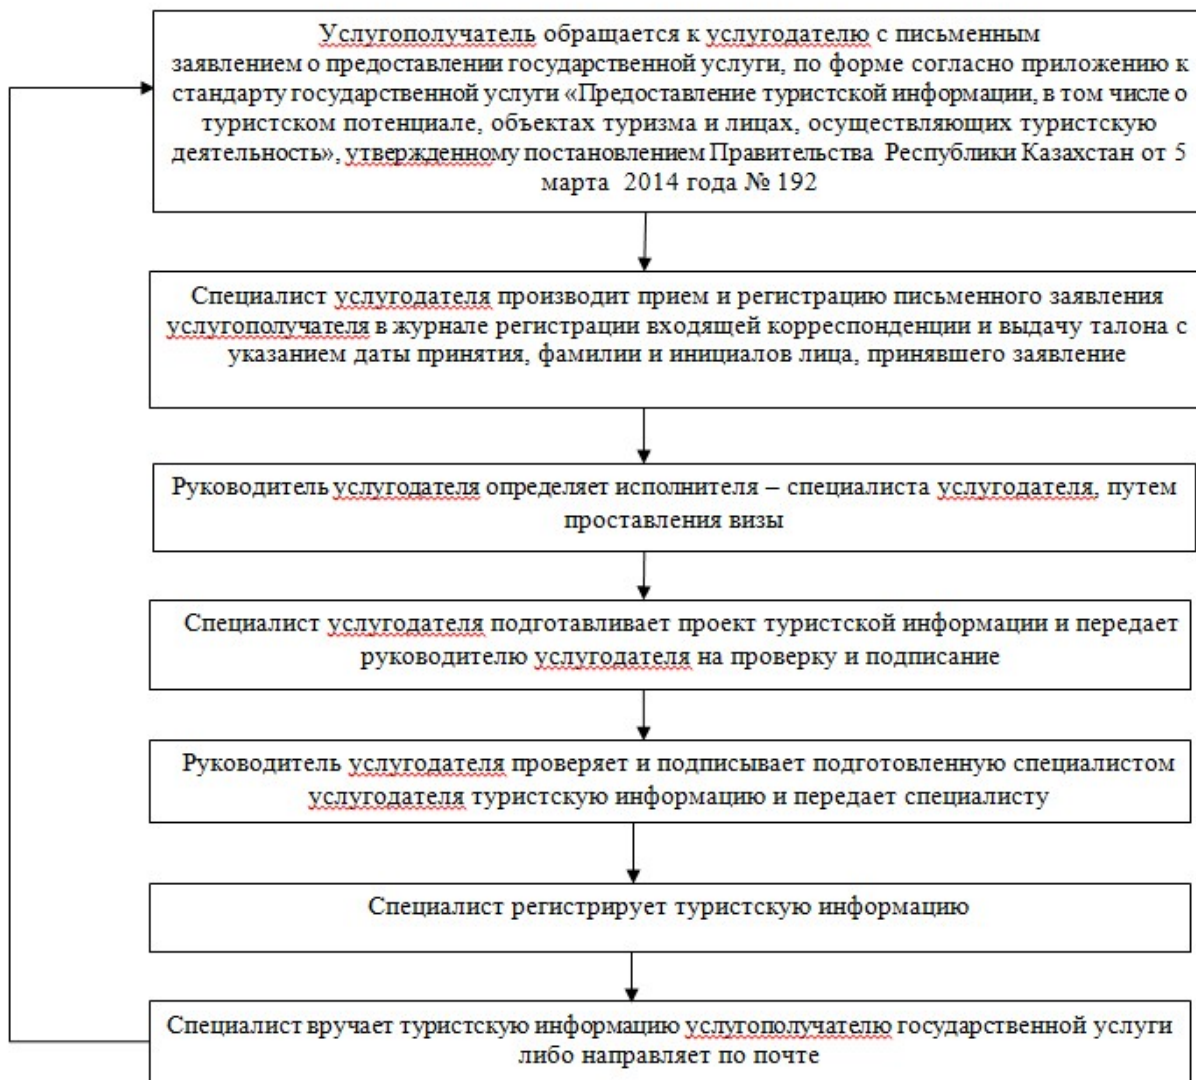 Услугополучатель обращается к услугодателю с письменным
заявлением о предоставлении государственной услуги, по форме согласно приложению к
стандарту государственной услуги «Предоставление туристской информации, в том числе о
туристском потенциале, объектах туризма и лицах, осуществляющих туристскую
деятельность», утвержденному постановлением Правительства Республики Казахстан от 5
марта 2014 года № 192
Специалист услугодателя производит прием и регистрацию письменного заявления
услугополучателя в журнале регистрации входящей корреспонденции и выдачу талона с
указанием даты принятия, фамилии и инициалов лица, принявшего заявление
Руководитель услугодателя определяет исполнителя – специалиста услугодателя, путем
проставления визы
Специалист услугодателя подготавливает проект туристской информации и передает
руководителю услугодателя на проверку и подписание
Руководитель услугодателя проверяет и подписывает подготовленную специалистом
услугодателя туристскую информацию и передает специалисту
Специалист регистрирует туристскую информацию
Специалист вручает туристскую информацию услугополучателю государственной услуги
либо направляет по почте